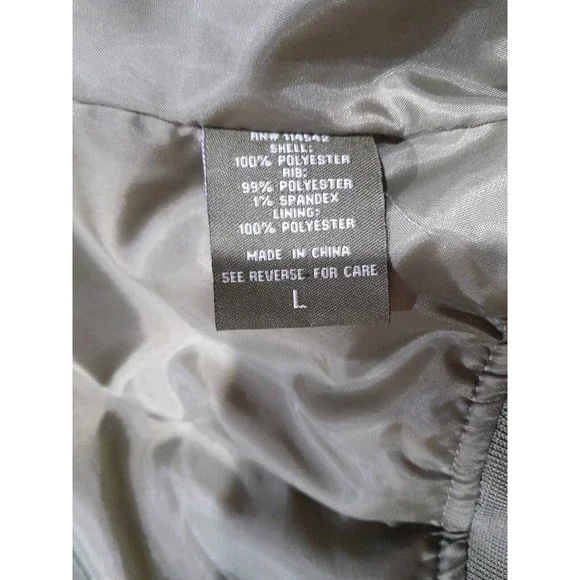 RN# 114542
SHELL:
100% POLYESTER
RIB:
99% POLYESTER
1% SPANDEX
LINING:
100% POLYESTER
MADE IN CHINA
SEE REVERSE FOR CARE
L